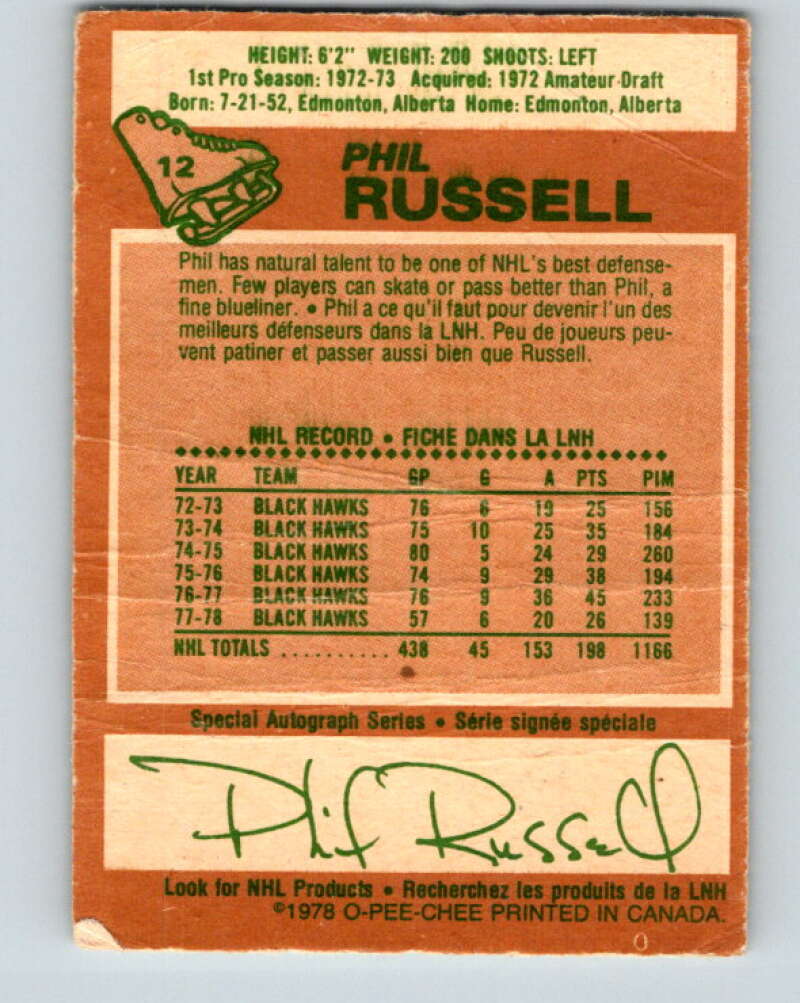 HEIGHT: 6'2" WEIGHT: 200 SHOOTS: LEFT
1st Pro Season: 1972-73 Acquired: 1972 Amateur Draft
Born: 7-21-52, Edmonton, Alberta Home: Edmonton, Alberta
12
PHIL
RUSSELL
Phil has natural talent to be one of NHL's best defense-
men. Few players can skate or pass better than Phil, a
fine blueliner. • Phil a ce qu'il faut pour devenir l'un des
meilleurs défenseurs dans la LNH. Peu de joueurs peu-
vent patiner et passer aussi bien que Russell.
NHL RECORD • FICHE DANS LA LNH
YEAR TEAM GP G A PTS PIM
72-73 BLACK HAWKS 76 6 19 25 156
73-74 BLACK HAWKS 75 10 25 35 184
74-75 BLACK HAWKS 80 5 24 29 260
75-76 BLACK HAWKS 74 9 29 38 194
76-77 BLACK HAWKS 76 9 36 45 233
77-78 BLACK HAWKS 57 6 20 26 139
NHL TOTALS .......... 438 45 153 198 1166
Special Autograph Series • Série signée spéciale
Phil Russell
Look for NHL Products • Recherchez les produits de la LNH
©1978 O-PEE-CHEE PRINTED IN CANADA.